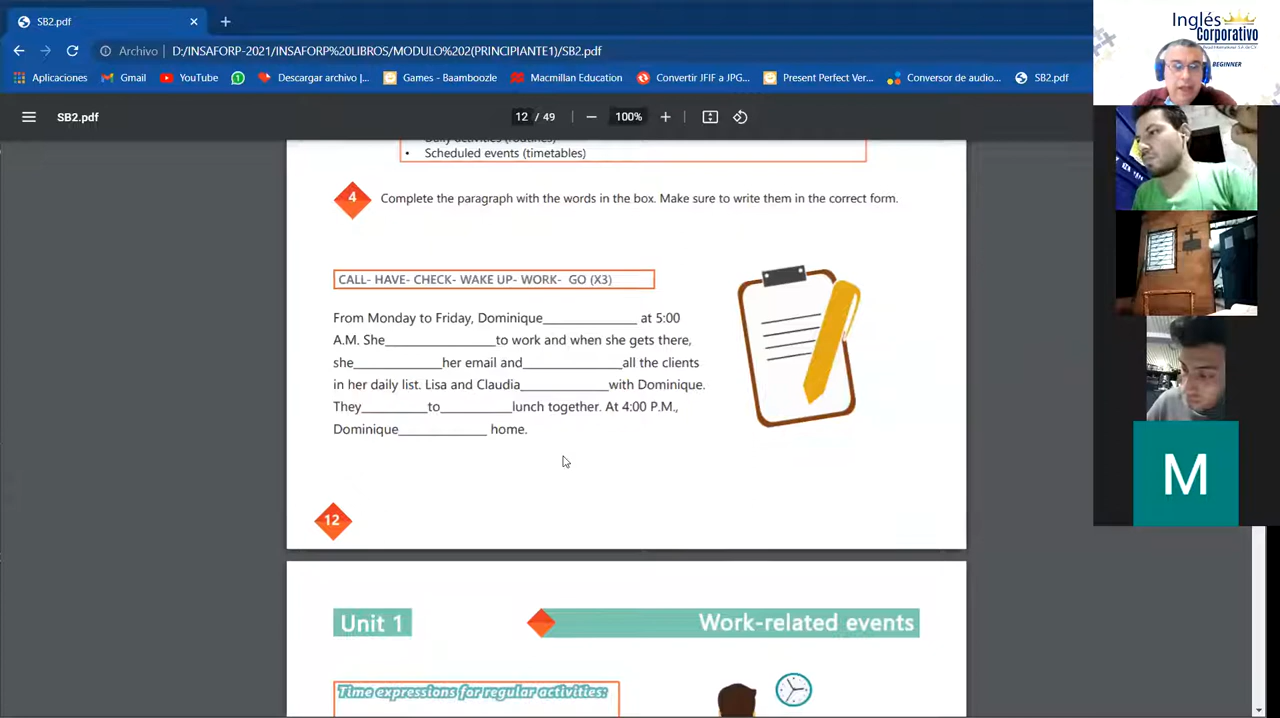 SB2.pdf
Archivo D:/INSAFORP-2021/INSAFORP%20LIBROS/MODULO%202(PRINCIPIANTE1)/SB2.pdf
Aplicaciones Gmail YouTube Descargar archivo |... Games - Baamb... Macmillan Education Convertir JFIF a JPG... Present Perfect Ver... Conversor de audio... SB2.pdf
SB2.pdf 12 / 49 100%
Inglés
Corporativo
BEGINNER
• Scheduled events (timetables)
4 Complete the paragraph with the words in the box. Make sure to write them in the correct form.
CALL- HAVE- CHECK- WAKE UP- WORK- GO (X3)
From Monday to Friday, Dominique_____________ at 5:00
A.M. She_______________to work and when she gets there,
she____________her email and_____________all the clients
in her daily list. Lisa and Claudia____________with Dominique.
They_________to_________lunch together. At 4:00 P.M.,
Dominique____________ home.
12
Unit 1 Work-related events
Time expressions for regular activities:
M